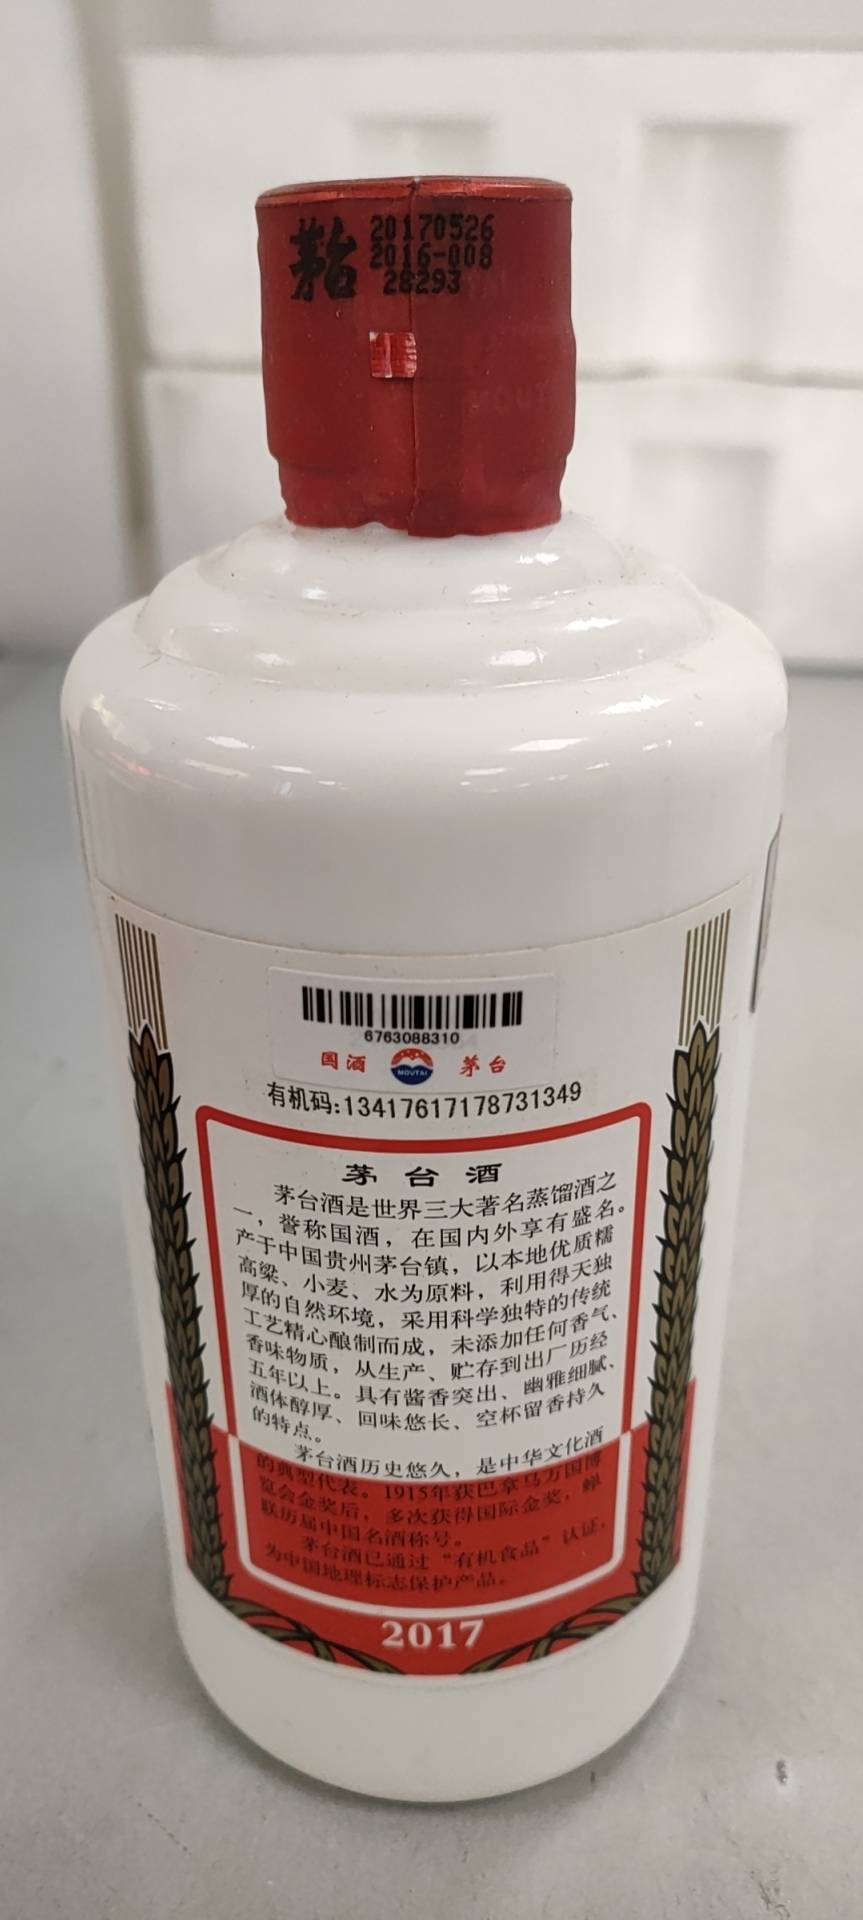 茅台
20170526
2016-008
28293
6763088310
国酒 MOUTAI 茅台
有机码:13417617178731349
茅台酒
茅台酒是世界三大著名蒸馏酒之
一，誉称国酒，在国内外享有盛名。
产于中国贵州茅台镇，以本地优质糯
高粱、小麦、水为原料，利用得天独
厚的自然环境，采用科学独特的传统
工艺精心酿制而成，未添加任何香气、
香味物质，从生产、贮存到出厂历经
五年以上。具有酱香突出、幽雅细腻、
酒体醇厚、回味悠长、空杯留香持久
的特点。
茅台酒历史悠久，是中华文化酒
的典型代表。1915年获巴拿马万国博
览会金奖后，多次获得国际金奖，蝉
联历届中国名酒称号。
茅台酒已通过“有机食品”认证，
为中国地理标志保护产品。
2017